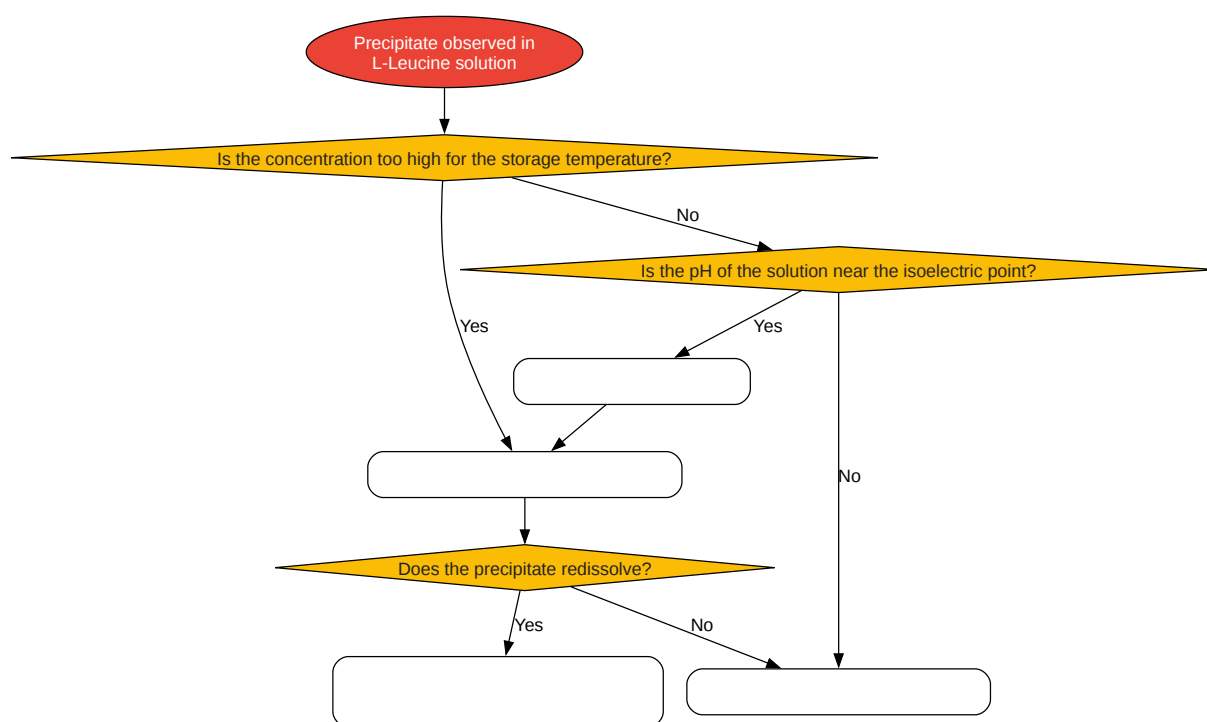 Precipitate observed in
L-Leucine solution
Is the concentration too high for the storage temperature?
No
Is the pH of the solution near the isoelectric point?
Yes
Yes
No
Does the precipitate redissolve?
Yes
No